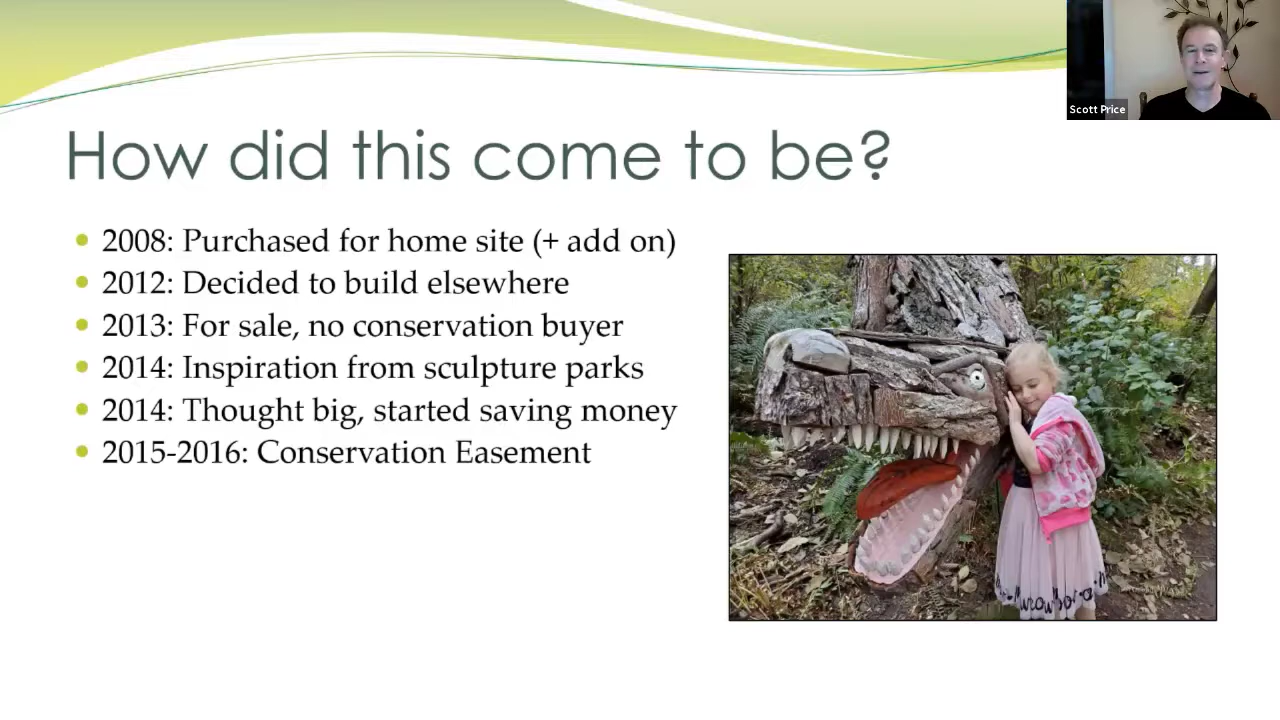 Scott Price
How did this come to be?
2008: Purchased for home site (+ add on)
2012: Decided to build elsewhere
2013: For sale, no conservation buyer
2014: Inspiration from sculpture parks
2014: Thought big, started saving money
2015-2016: Conservation Easement